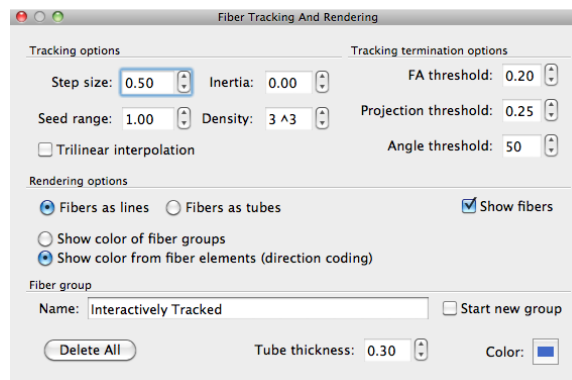 Fiber Tracking And Rendering
Tracking options
Tracking termination options
Step size: 0.50 Inertia: 0.00 FA threshold: 0.20
Seed range: 1.00 Density: 3 ^3 Projection threshold: 0.25
Trilinear interpolation Angle threshold: 50
Rendering options
Fibers as lines Fibers as tubes Show fibers
Show color of fiber groups
Show color from fiber elements (direction coding)
Fiber group
Name: Interactively Tracked Start new group
Delete All Tube thickness: 0.30 Color: